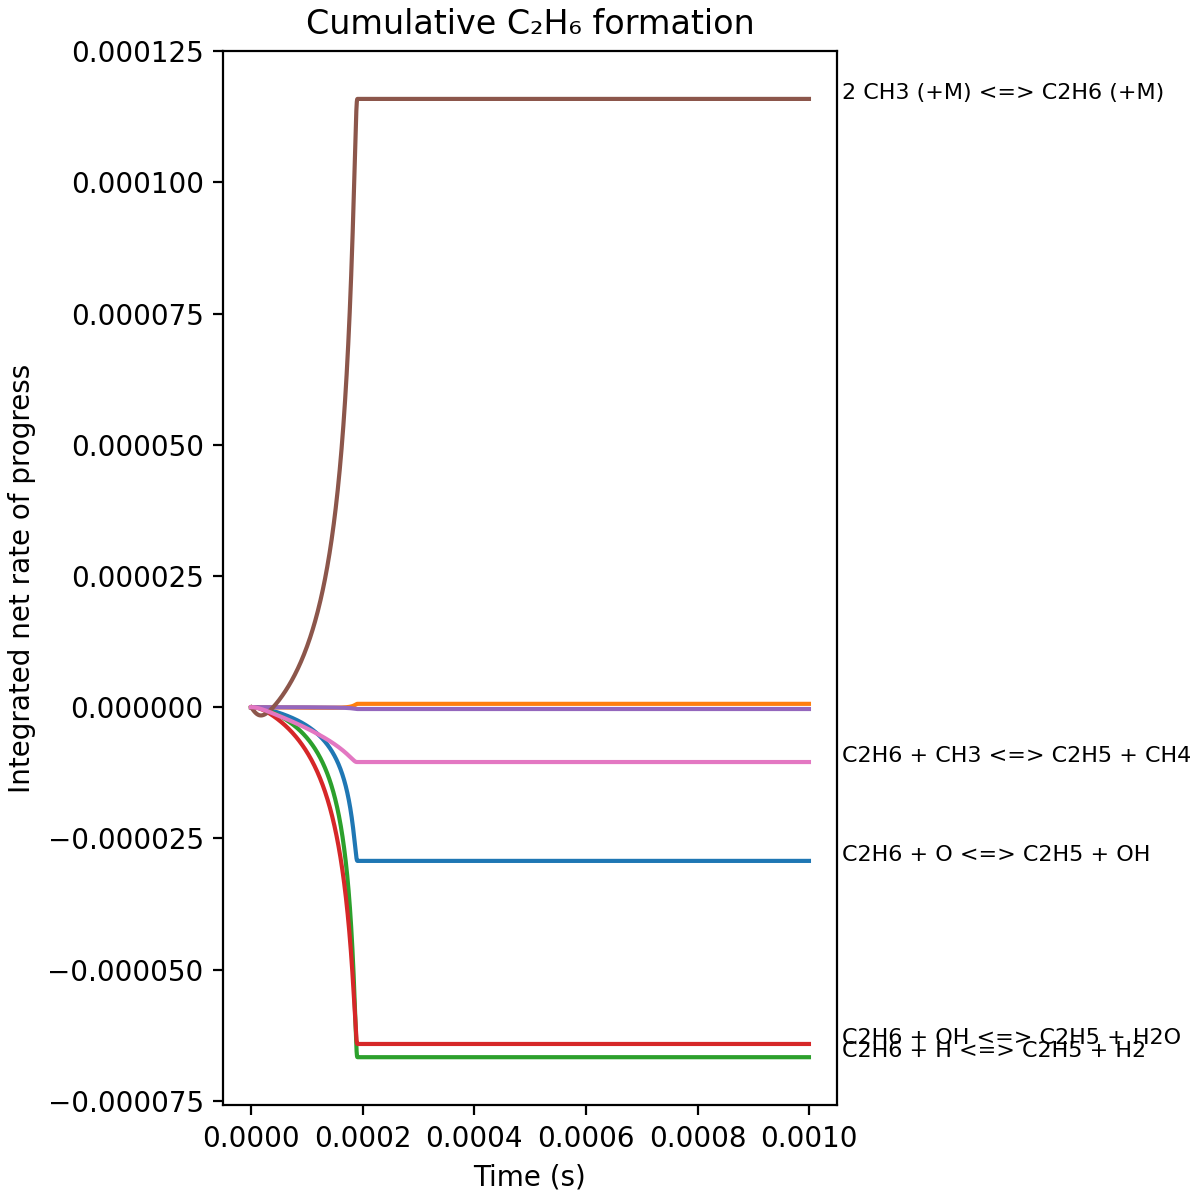 Cumulative C₂H₆ formation
0.000125
0.000100
0.000075
0.000050
0.000025
0.000000
−0.000025
−0.000050
−0.000075
Integrated net rate of progress
2 CH3 (+M) <=> C2H6 (+M)
C2H6 + CH3 <=> C2H5 + CH4
C2H6 + O <=> C2H5 + OH
C2H6 + OH <=> C2H5 + H2O
C2H6 + H <=> C2H5 + H2
0.0000 0.0002 0.0004 0.0006 0.0008 0.0010
Time (s)